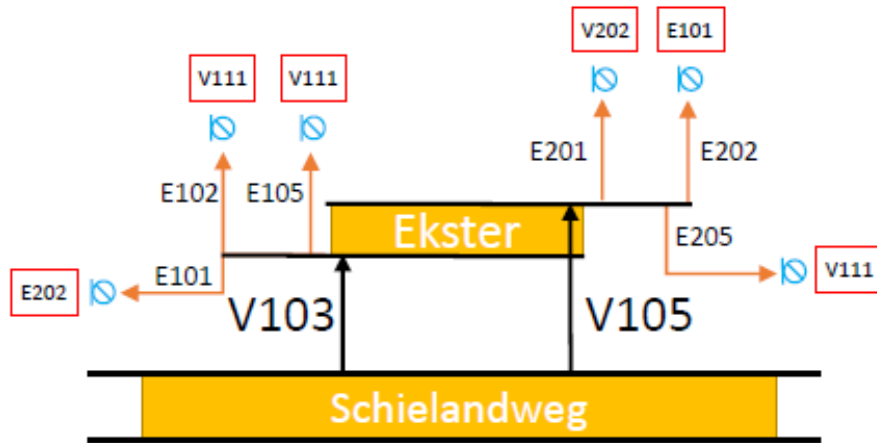 V202 E101
V111 V111
E201 E202
E102 E105
Ekster E205
E101
E202 V111
V103 V105
Schielandweg